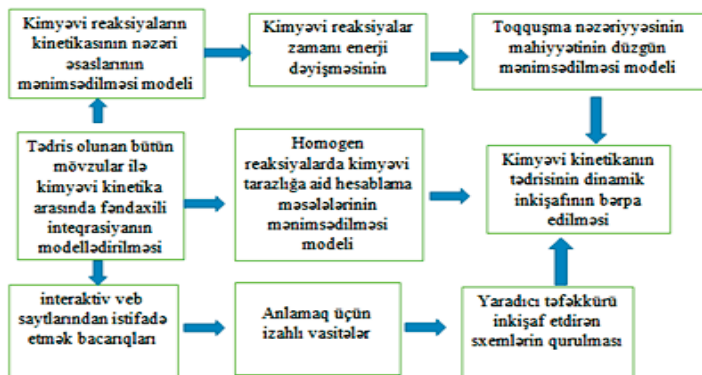 Kimyəvi reaksiyaların
kinetikasının nəzəri
əsaslarının
mənimsədilməsi modeli
Kimyəvi reaksiyalar
zamanı enerji
dəyişməsinin
Toqquşma nəzəriyyəsinin
mahiyyətinin düzgün
mənimsədilməsi modeli
Tədris olunan bütün
mövzular ilə
kimyəvi kinetika
arasında fəndaxili
inteqrasiyanın
modelləşdirilməsi
Homogen
reaksiyalarda kimyəvi
tarazlığa aid hesablama
məsələlərinin
mənimsədilməsi
modeli
Kimyəvi kinetikanın
tədrisinin dinamik
inkişafının bərpa
edilməsi
interaktiv veb
saytlarından istifadə
etmək bacarıqları
Anlamaq üçün
izahlı vasitələr
Yaradıcı təfəkkürü
inkişaf etdirən
sxemlərin qurulması